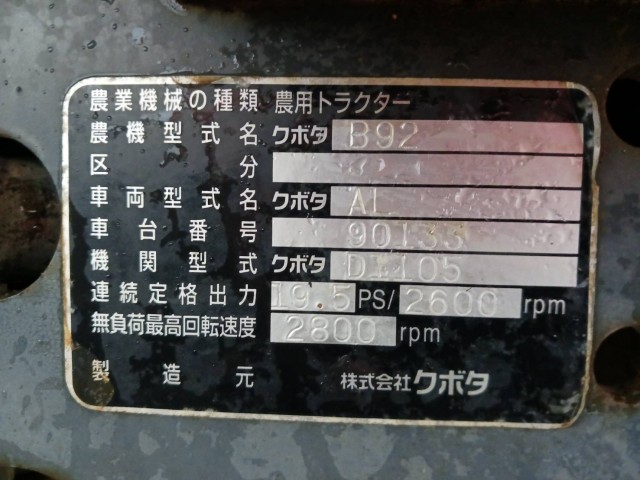 農業機械の種類 農用トラクター
農機型式名 クボタ B92
区分
車両型式名 クボタ AL
車台番号 90133
機関型式 クボタ D1105
連続定格出力 19.5 PS/ 2600 rpm
無負荷最高回転速度 2800 rpm
製造元 株式会社クボタ